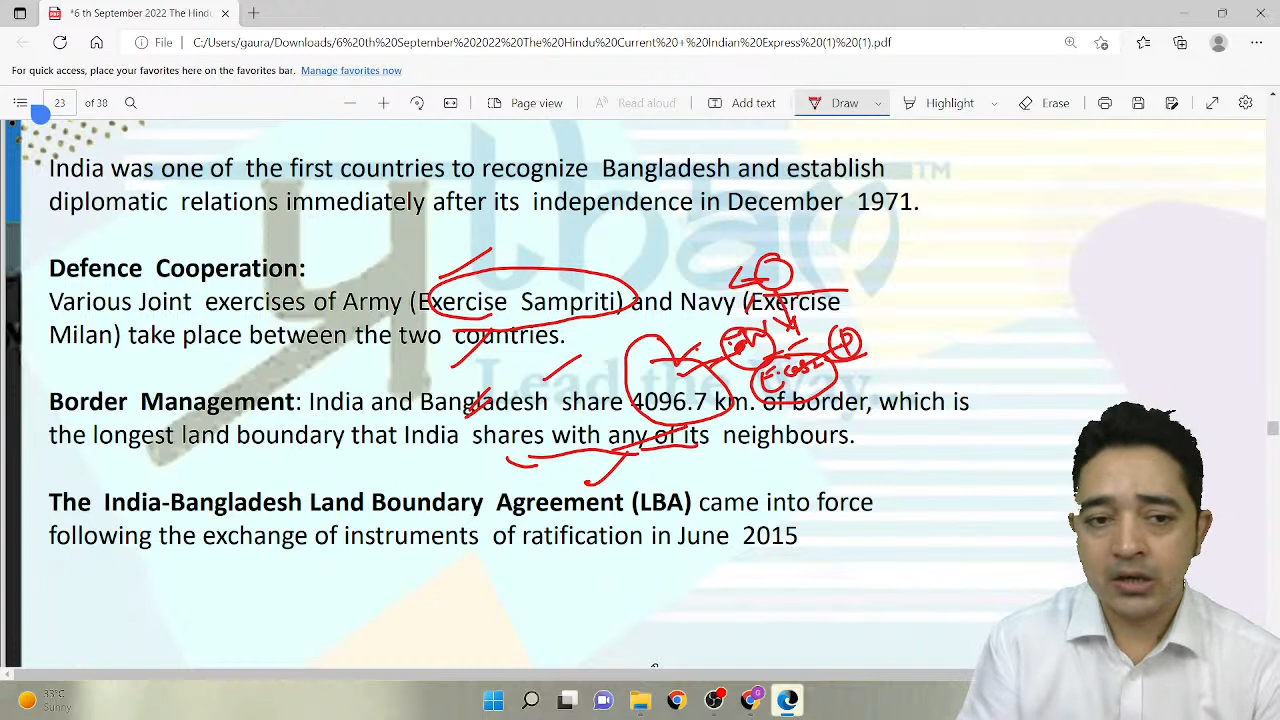 *6 th September 2022 The Hindu
File
C:/Users/gaura/Downloads/6%20th%20September%202022%20The%20Hindu%20Current%20+%20Indian%20Express%20(1)%20(1).pdf
For quick access, place your favorites here on the favorites bar. Manage favorites now
23 of 38
Page view
Read aloud
Add text
Draw
Highlight
Erase
India was one of the first countries to recognize Bangladesh and establish
diplomatic relations immediately after its independence in December 1971.
Defence Cooperation:
Various Joint exercises of Army (Exercise Sampriti) and Navy (Exercise
Milan) take place between the two countries.
Border Management: India and Bangladesh share 4096.7 km. of border, which is
the longest land boundary that India shares with any of its neighbours.
The India-Bangladesh Land Boundary Agreement (LBA) came into force
following the exchange of instruments of ratification in June 2015
Lead the Way
TM
33°C
Sunny